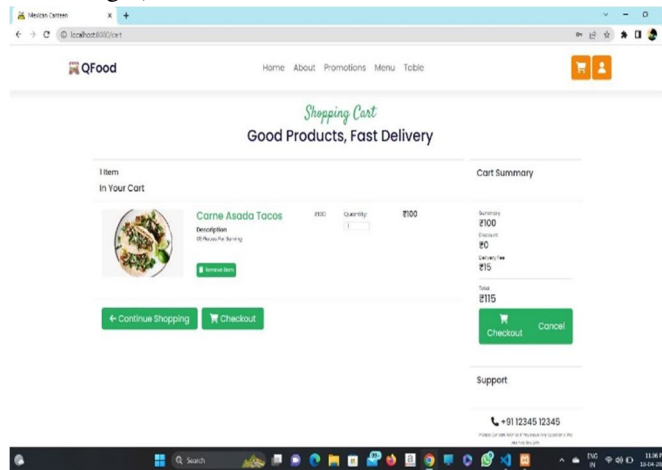 Mexican Canteen
localhost:8080/cart
QFood
Home About Promotions Menu Table
Shopping Cart
Good Products, Fast Delivery
1 Item
In Your Cart
Carne Asada Tacos
₹100
Quantity
1
₹100
Description
Remove Item
Continue Shopping
Checkout
Cart Summary
Summary
₹100
Discount
₹0
Delivery Fee
₹15
Total
₹115
Checkout
Cancel
Support
+91 12345 12345
Search
ENG
IN